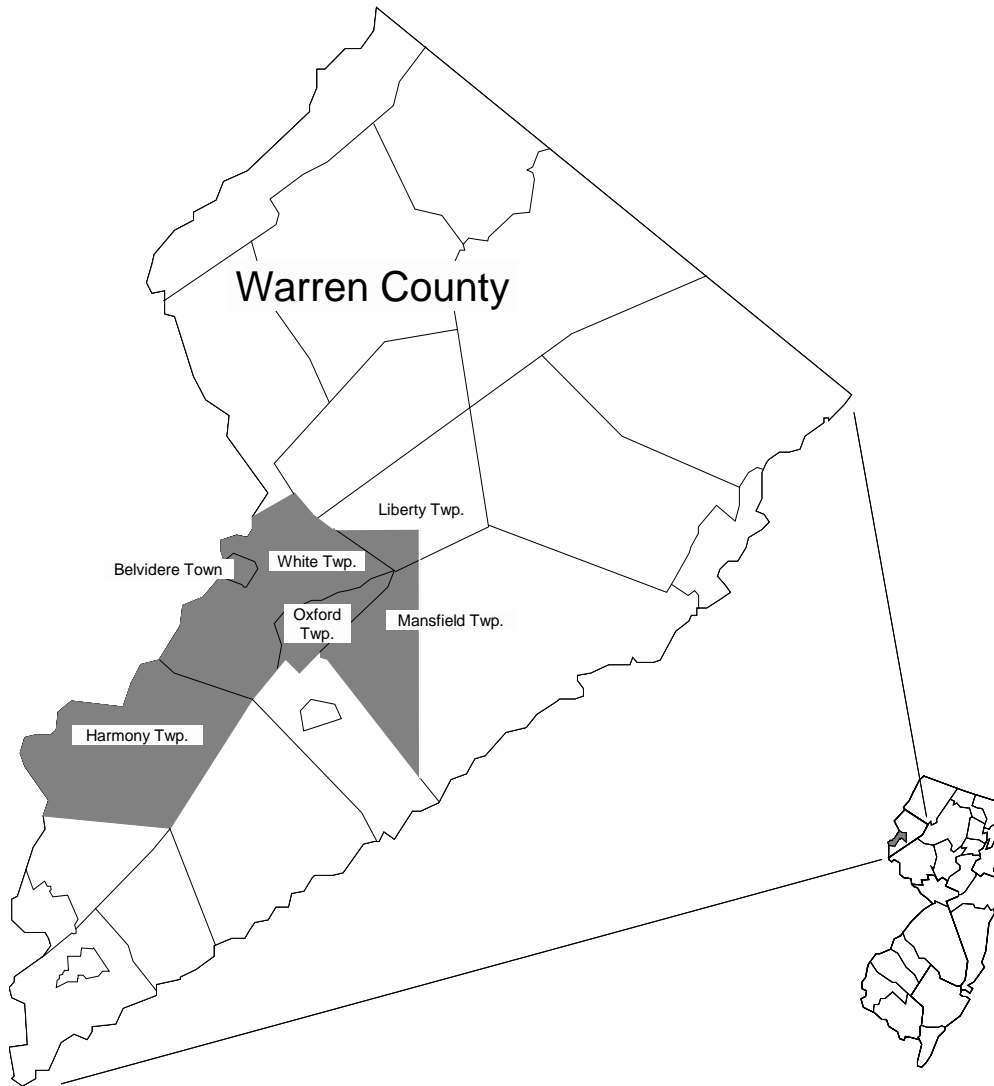 Warren County
Liberty Twp.
White Twp.
Belvidere Town
Oxford
Twp.
Mansfield Twp.
Harmony Twp.